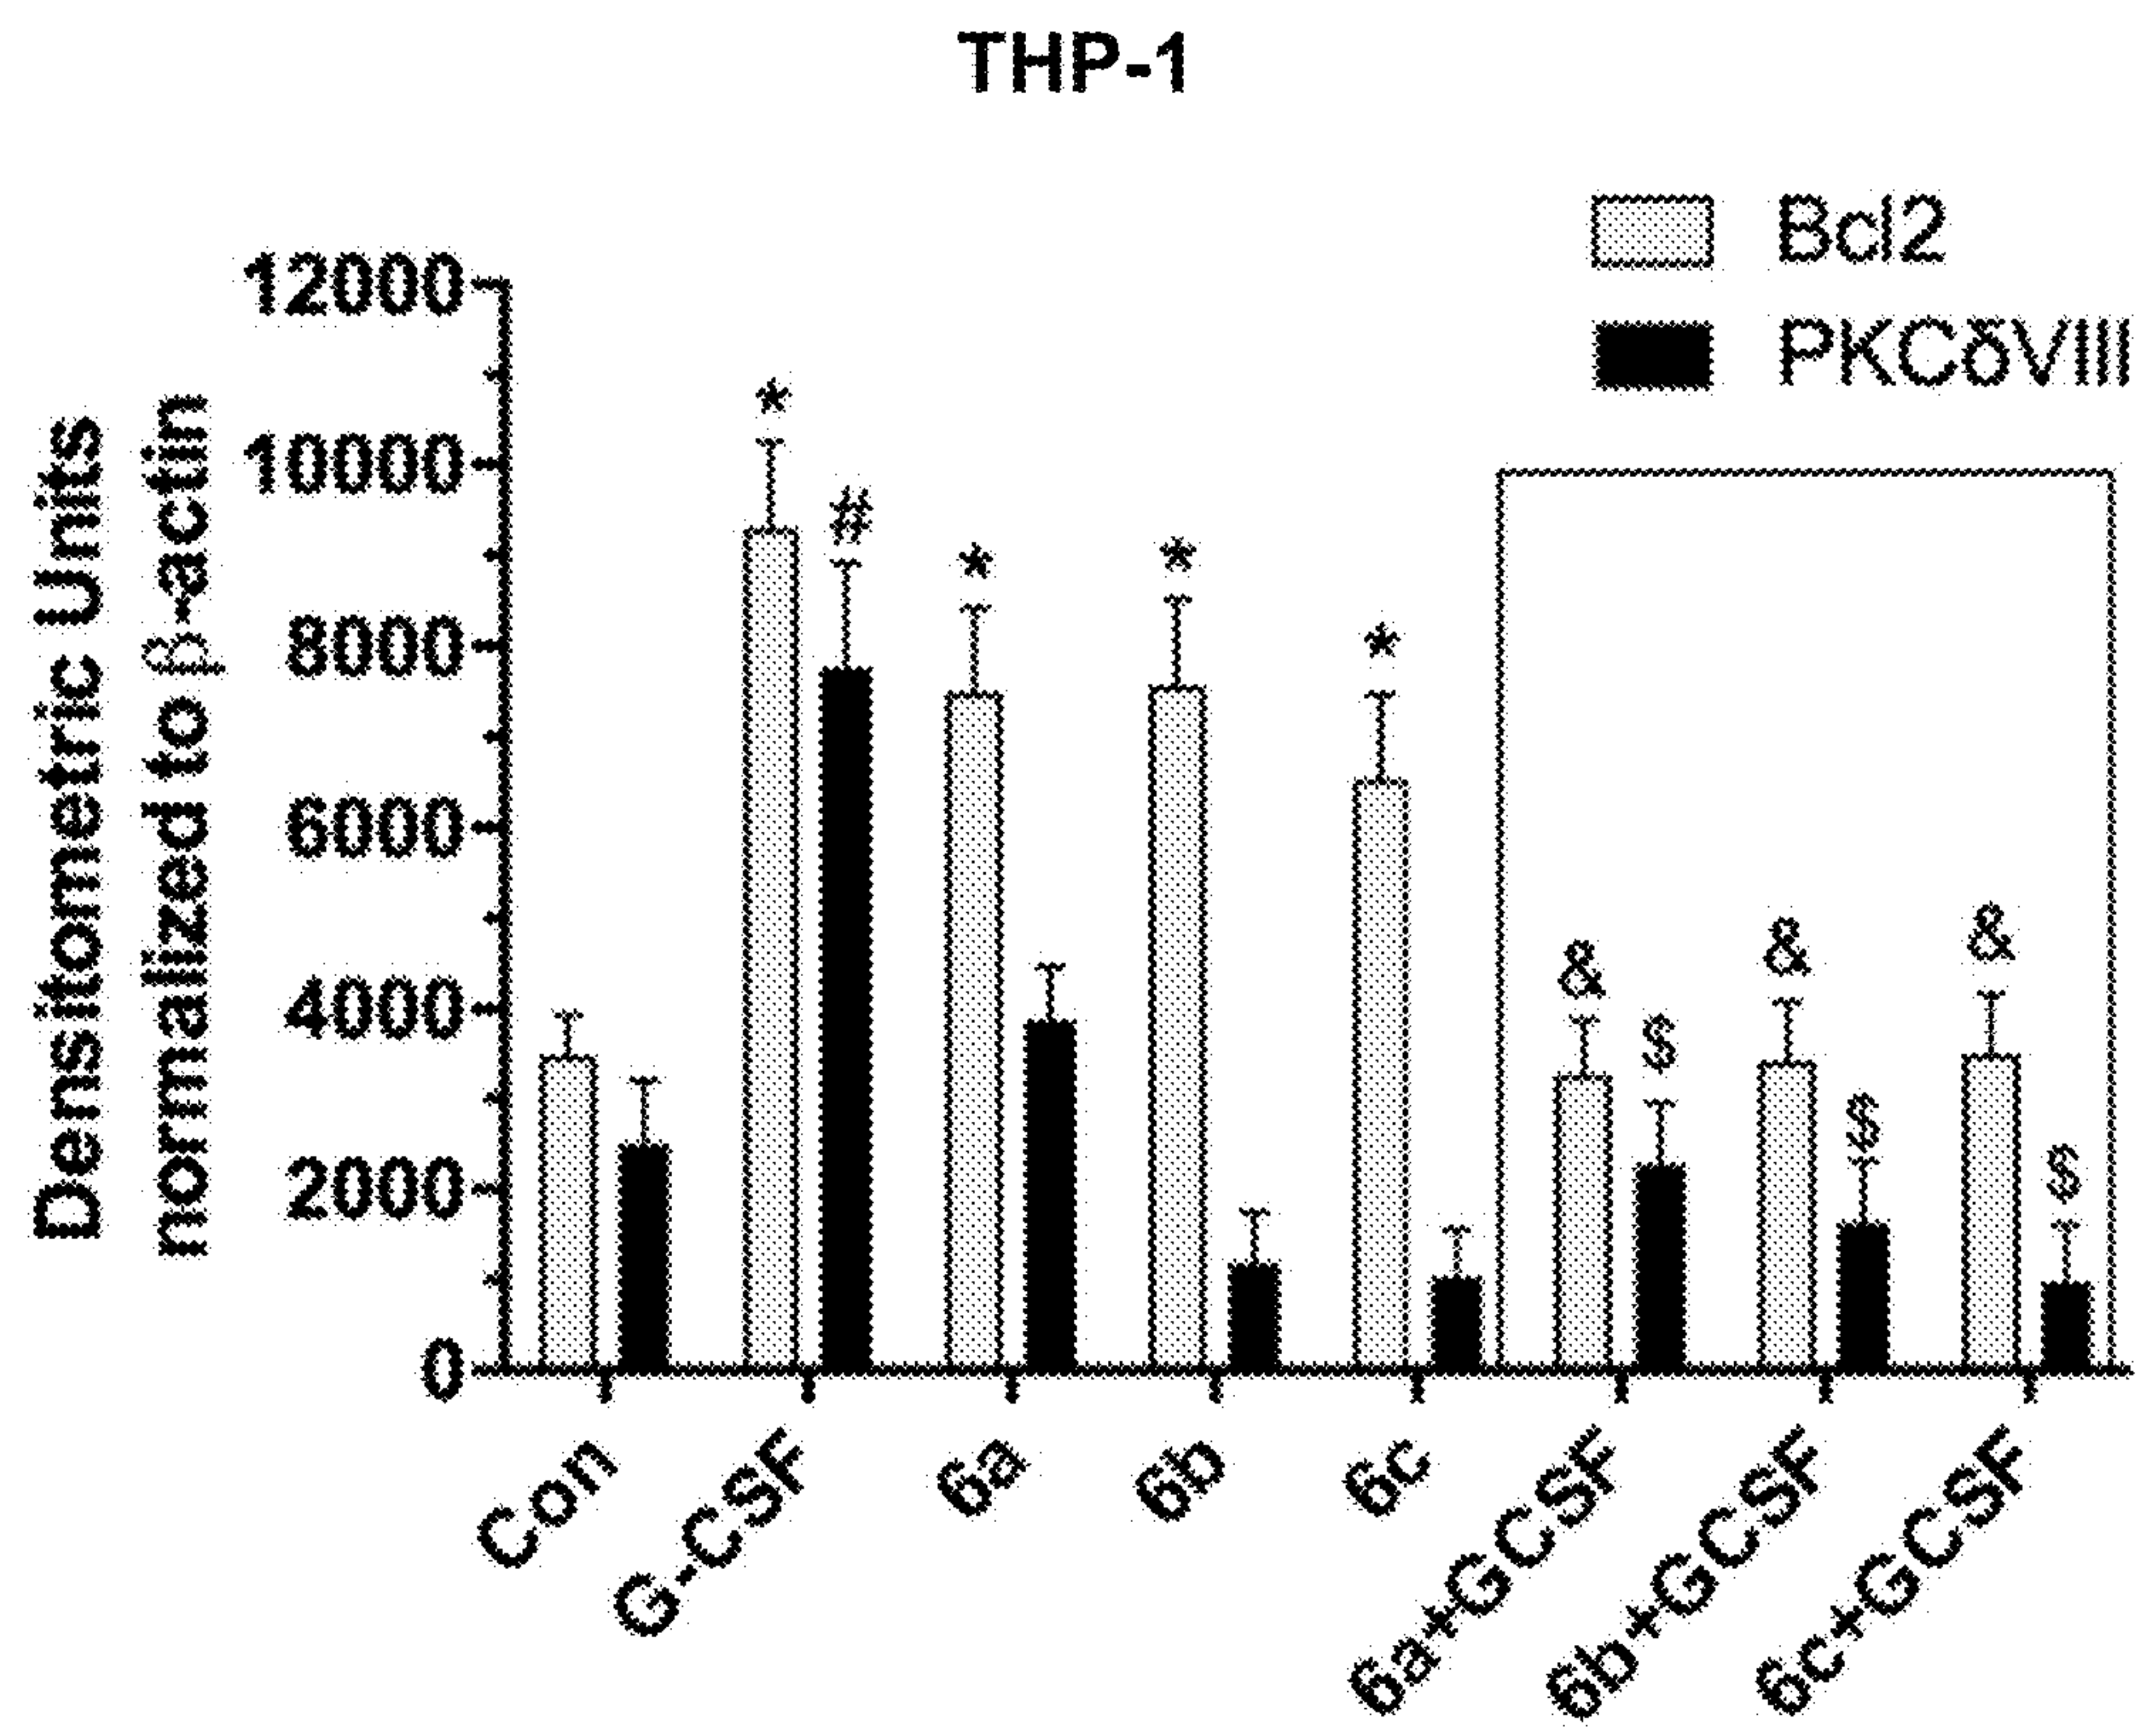 THP-1
Bcl2
PKCδVIII
Densitometric Units
normalized to β-actin
12000
10000
8000
6000
4000
2000
0
*
#
*
*
*
&
$
&
$
&
$
Con
G-CSF
6a
6b
6c
6a+GCSF
6b+GCSF
6c+GCSF